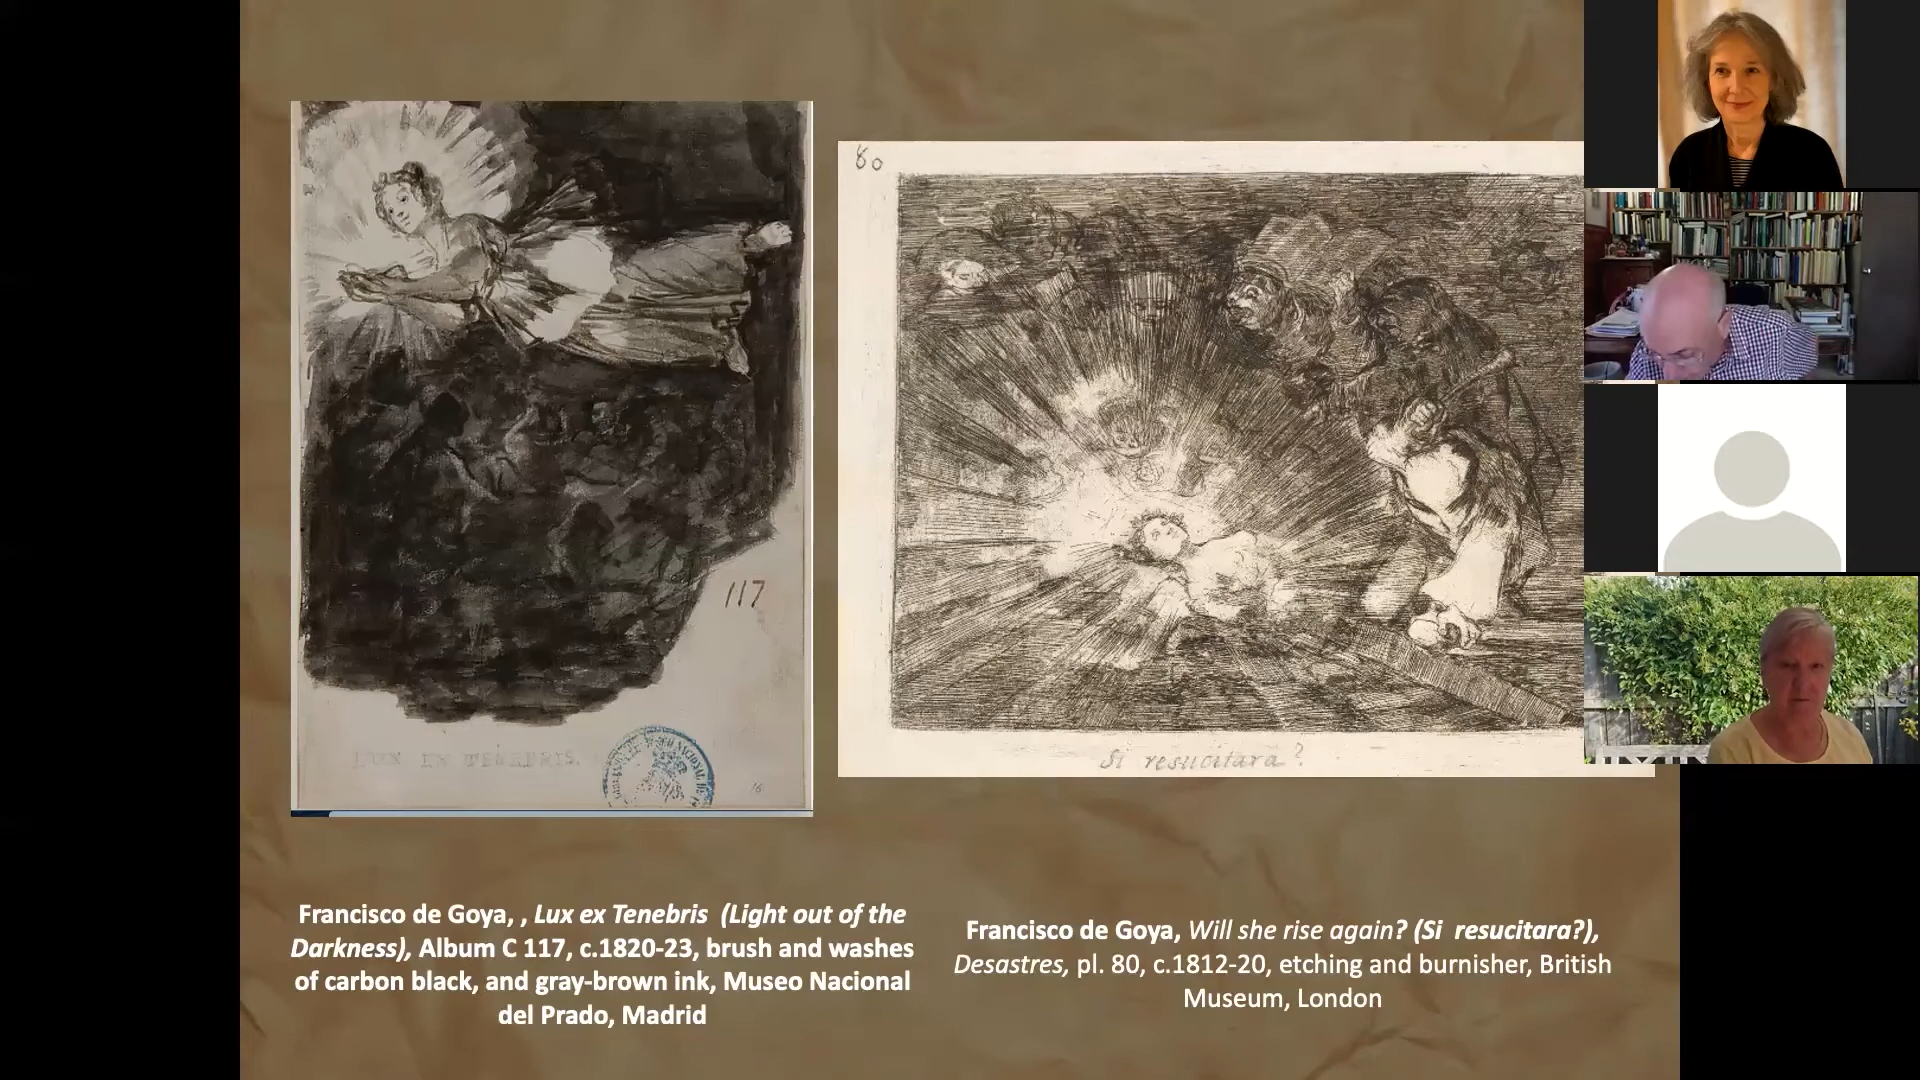 117
LUX EX TENEBRIS.
16
80
Si resucitara?
Francisco de Goya, , Lux ex Tenebris (Light out of the
Darkness), Album C 117, c.1820-23, brush and washes
of carbon black, and gray-brown ink, Museo Nacional
del Prado, Madrid
Francisco de Goya, Will she rise again? (Si resucitara?),
Desastres, pl. 80, c.1812-20, etching and burnisher, British
Museum, London